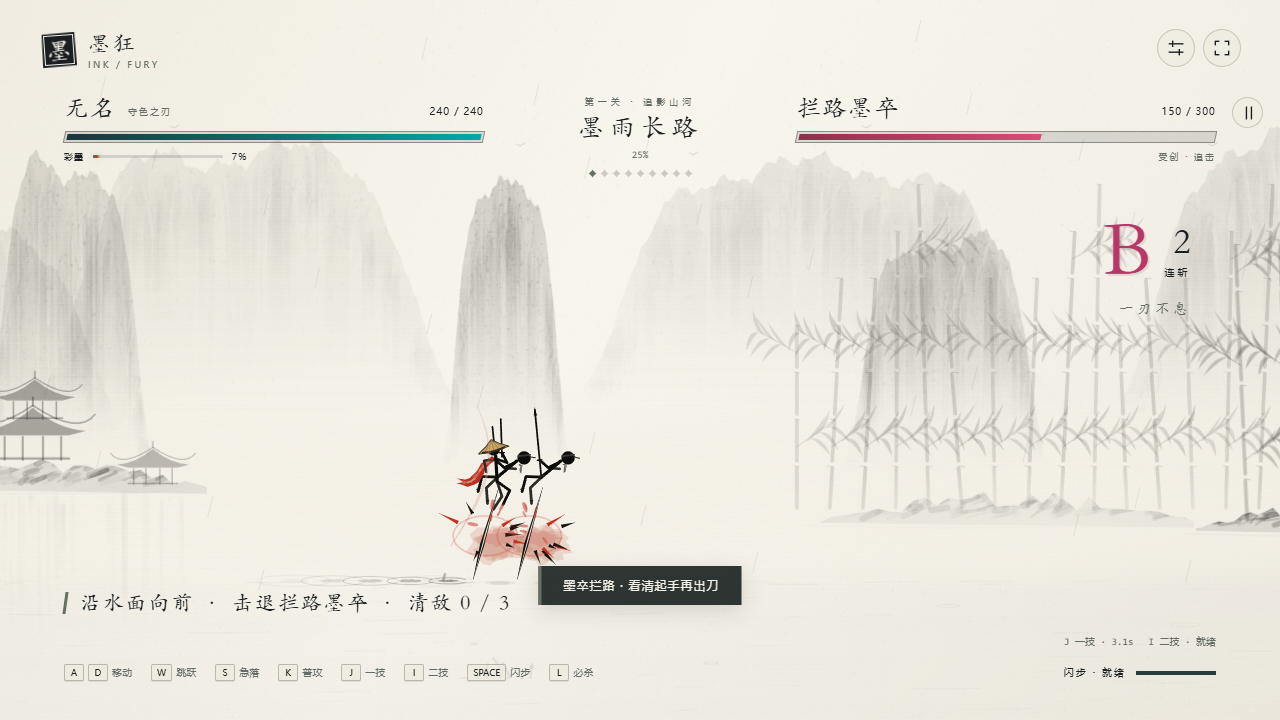 墨 墨狂
INK / FURY
无名 守色之刃 240 / 240
彩墨 7%
第一关 · 追影山河
墨雨长路
25%
拦路墨卒 150 / 300
受创 · 追击
B 2
连斩
一刃不息
墨卒拦路 · 看清起手再出刀
沿水面向前 · 击退拦路墨卒 · 清敌 0 / 3
J 一技 · 3.1s I 二技 · 就绪
闪步 · 就绪
A D 移动 W 跳跃 S 急落 K 普攻 J 一技 I 二技 SPACE 闪步 L 必杀